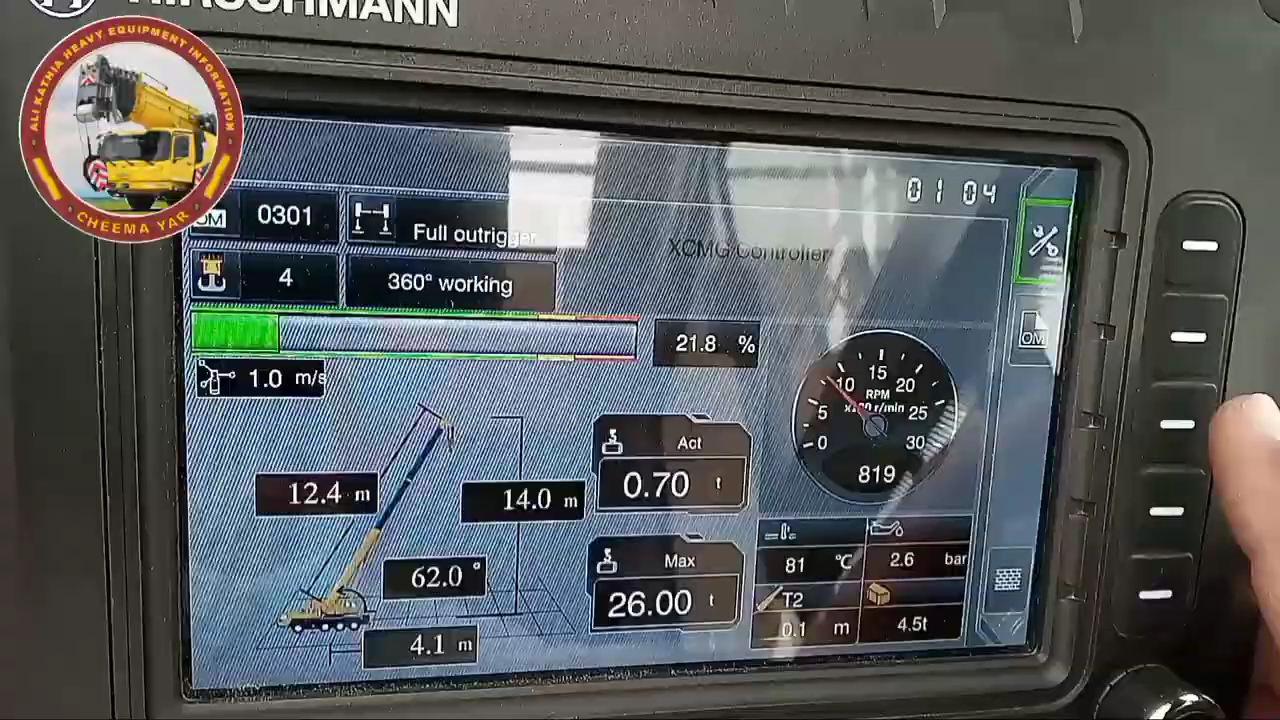 HIRSCHMANN
ALI KATHIA HEAVY EQUIPMENT INFORMATION
CHEEMA YAR
01 04
OM 0301
Full outrigger
XCMG Controller
4
360° working
OM
21.8 %
1.0 m/s
0 5 10 15 20 25 30
RPM
x100 r/min
819
12.4 m
14.0 m
Act
0.70 t
62.0 °
Max
26.00 t
4.1 m
81 °C
2.6 bar
T2
0.1 m
4.5t